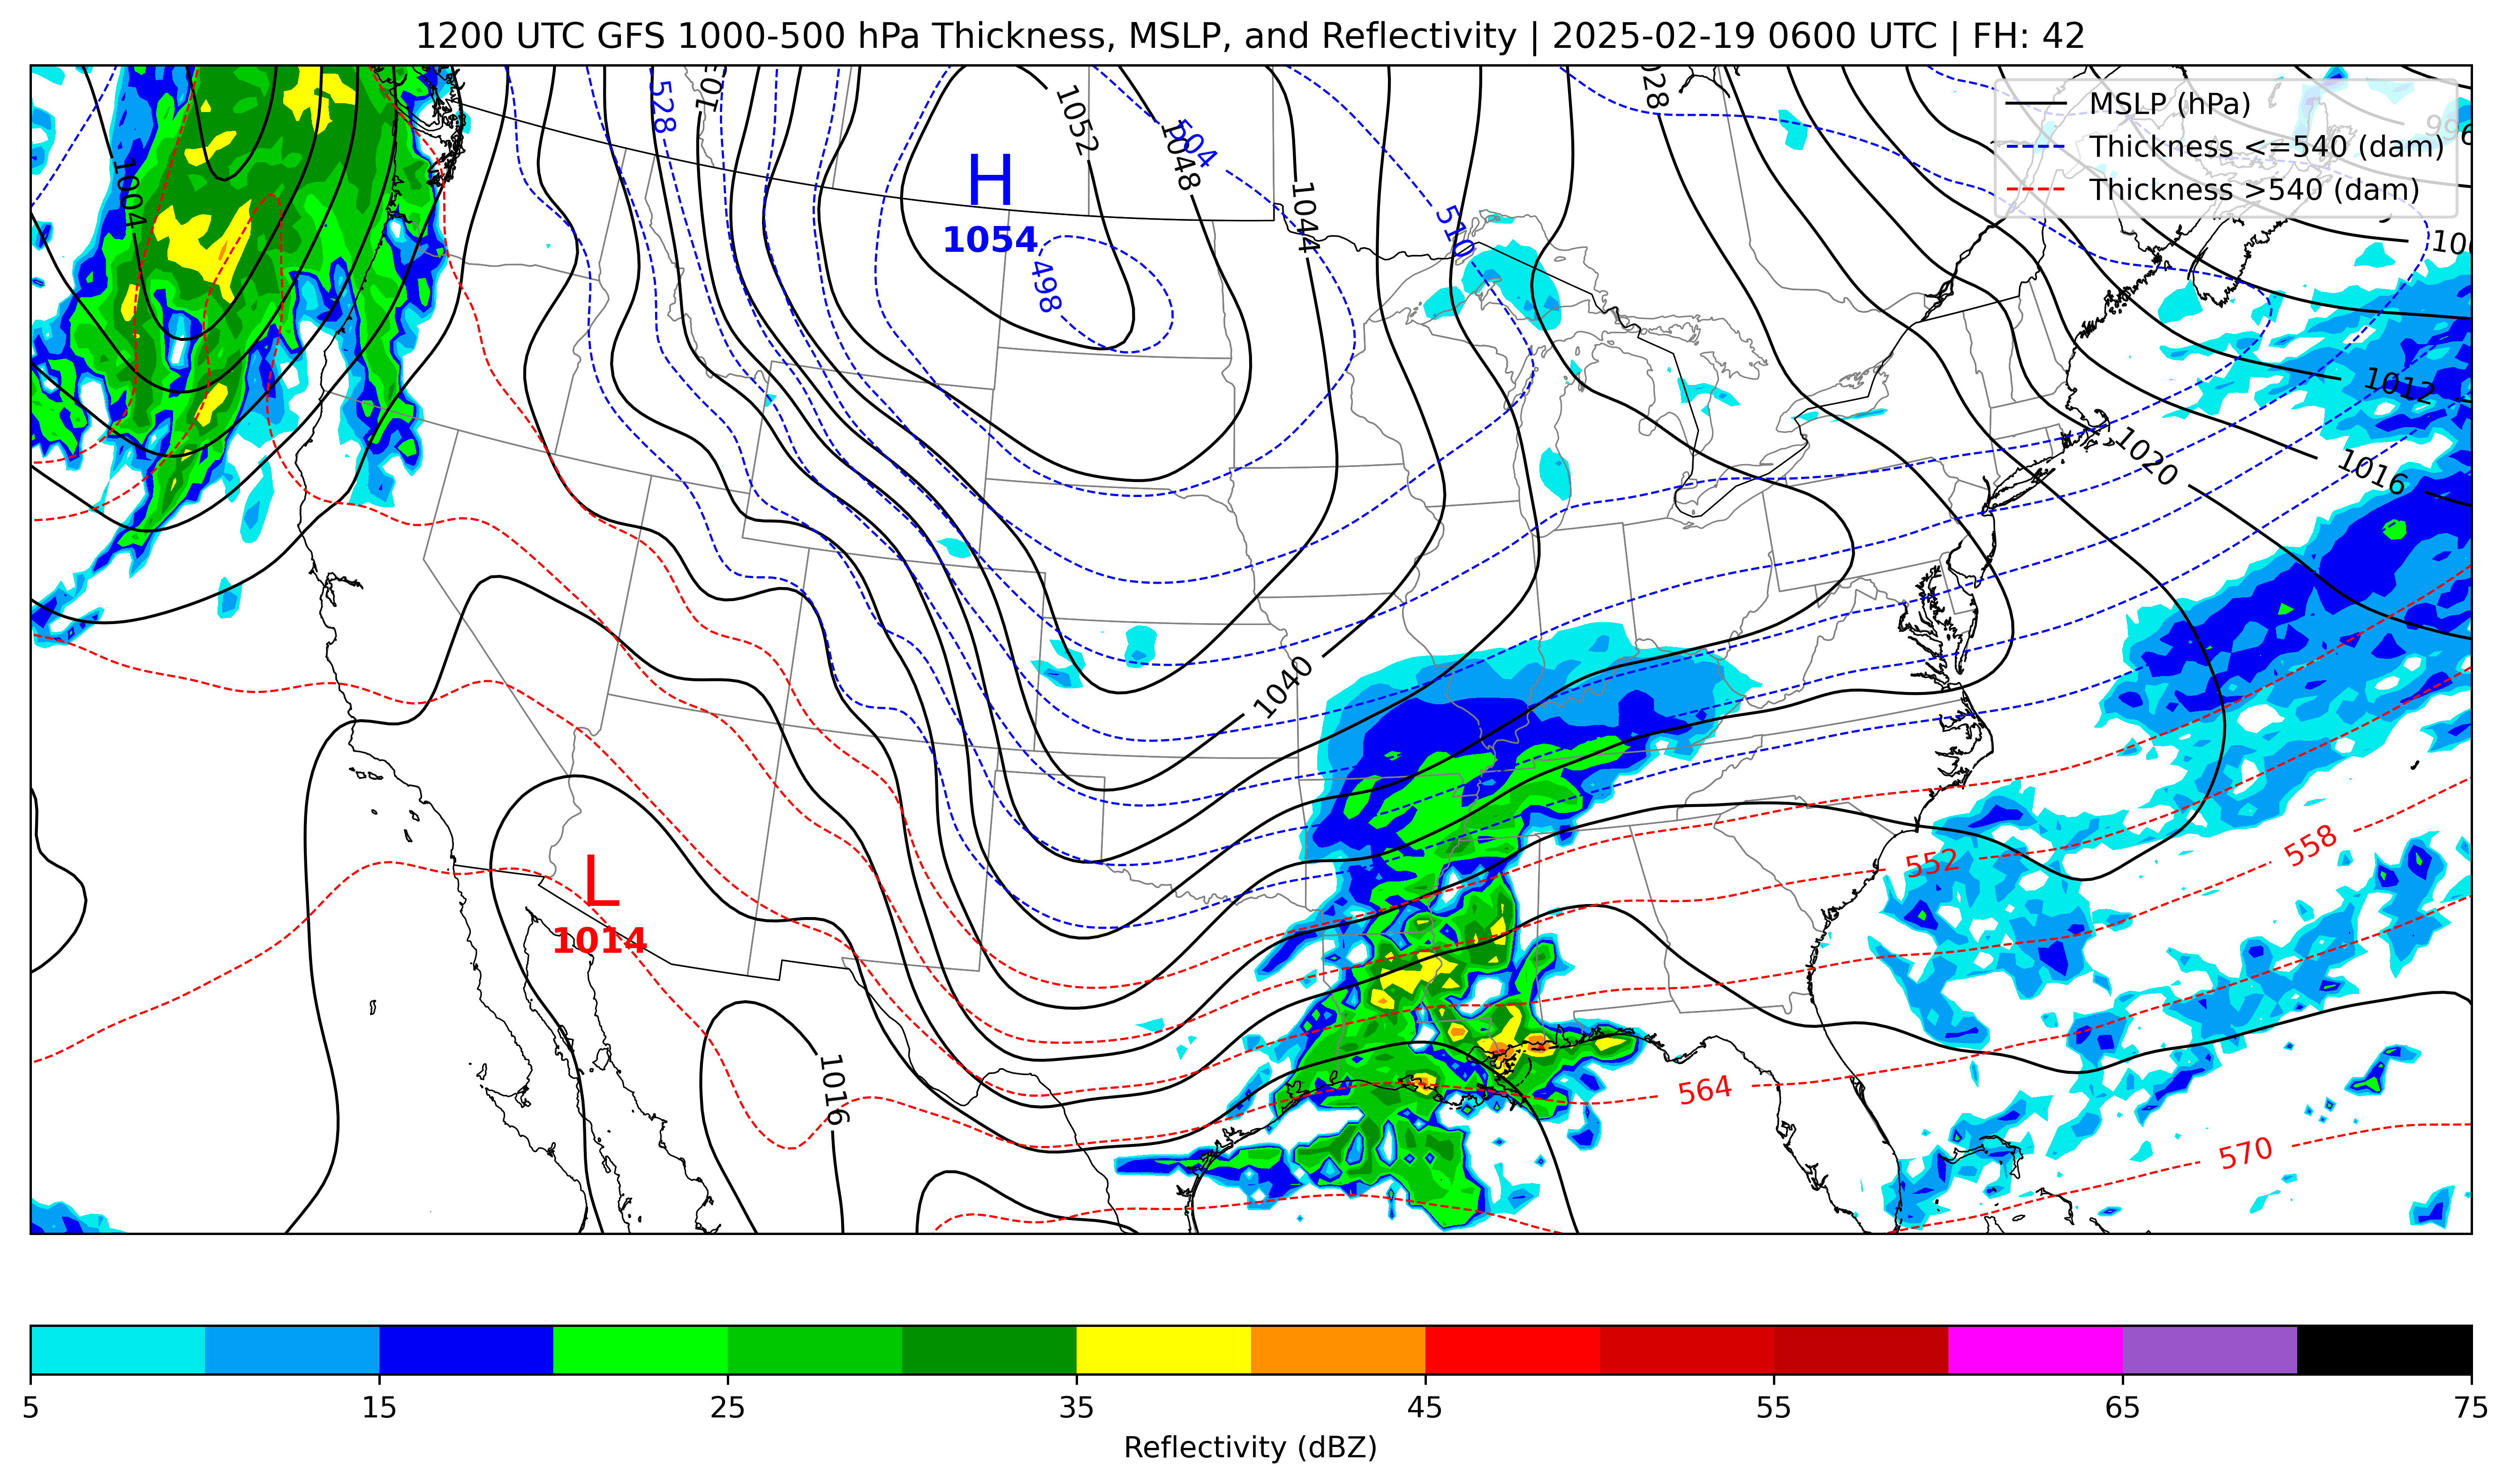 1200 UTC GFS 1000-500 hPa Thickness, MSLP, and Reflectivity | 2025-02-19 0600 UTC | FH: 42
MSLP (hPa)
Thickness <=540 (dam)
Thickness >540 (dam)
528
1052
504
1048
1028
996
1004
H
1054
498
1044
510
1012
1020
1016
1040
552
558
L
1014
1016
564
570
5 15 25 35 45 55 65 75
Reflectivity (dBZ)